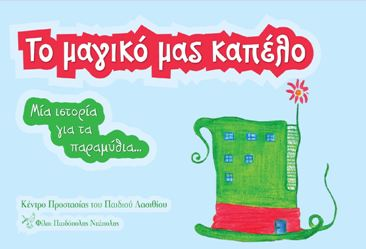 Το μαγικό μας καπέλο
Μία ιστορία
για τα
παραμύθια...
Κέντρο Προστασίας του Παιδιού Λασιθίου
Φίλοι Παιδόπολης Νεάπολης